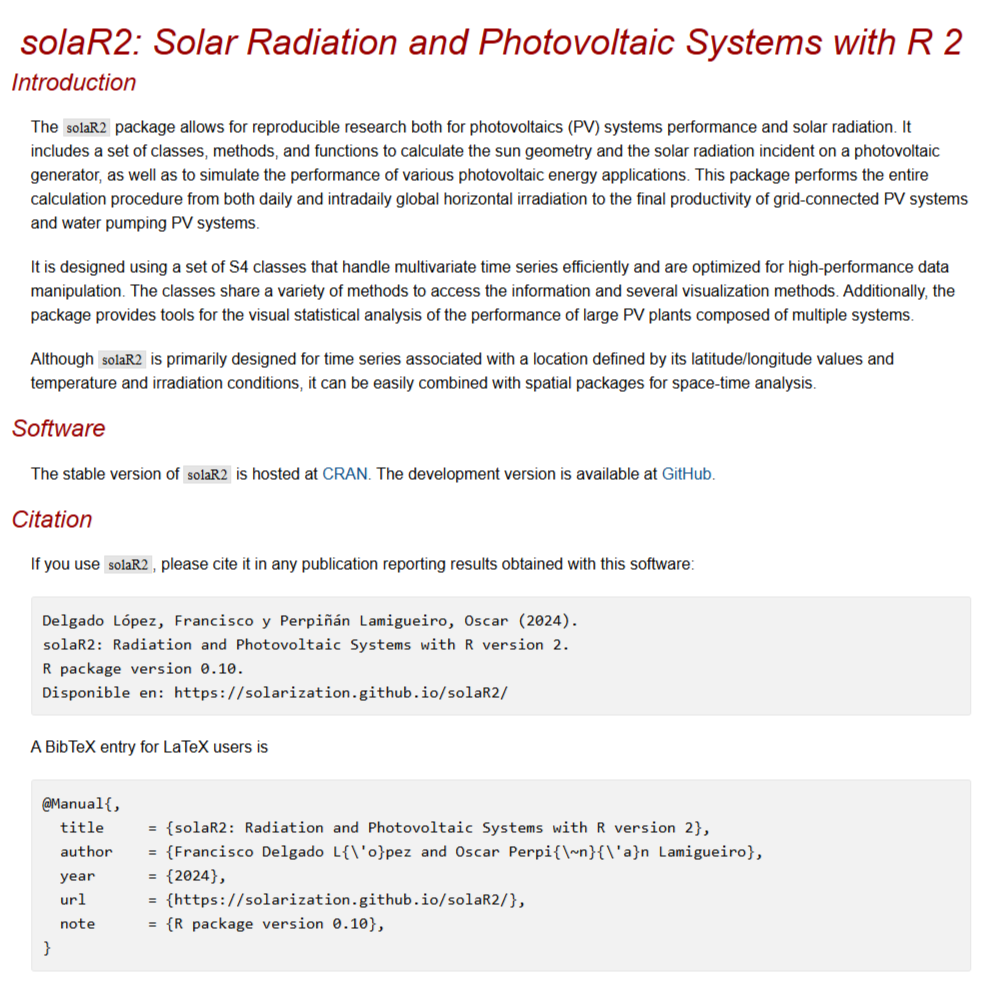 solaR2: Solar Radiation and Photovoltaic Systems with R 2
Introduction
The solaR2 package allows for reproducible research both for photovoltaics (PV) systems performance and solar radiation. It
includes a set of classes, methods, and functions to calculate the sun geometry and the solar radiation incident on a photovoltaic
generator, as well as to simulate the performance of various photovoltaic energy applications. This package performs the entire
calculation procedure from both daily and intradaily global horizontal irradiation to the final productivity of grid-connected PV systems
and water pumping PV systems.
It is designed using a set of S4 classes that handle multivariate time series efficiently and are optimized for high-performance data
manipulation. The classes share a variety of methods to access the information and several visualization methods. Additionally, the
package provides tools for the visual statistical analysis of the performance of large PV plants composed of multiple systems.
Although solaR2 is primarily designed for time series associated with a location defined by its latitude/longitude values and
temperature and irradiation conditions, it can be easily combined with spatial packages for space-time analysis.
Software
The stable version of solaR2 is hosted at CRAN. The development version is available at GitHub.
Citation
If you use solaR2, please cite it in any publication reporting results obtained with this software:
Delgado López, Francisco y Perpiñán Lamigueiro, Oscar (2024).
solaR2: Radiation and Photovoltaic Systems with R version 2.
R package version 0.10.
Disponible en: https://solarization.github.io/solaR2/
A BibTeX entry for LaTeX users is
@Manual{,
  title     = {solaR2: Radiation and Photovoltaic Systems with R version 2},
  author    = {Francisco Delgado L{\'o}pez and Oscar Perpi{\~n}{\'a}n Lamigueiro},
  year      = {2024},
  url       = {https://solarization.github.io/solaR2/},
  note      = {R package version 0.10},
}